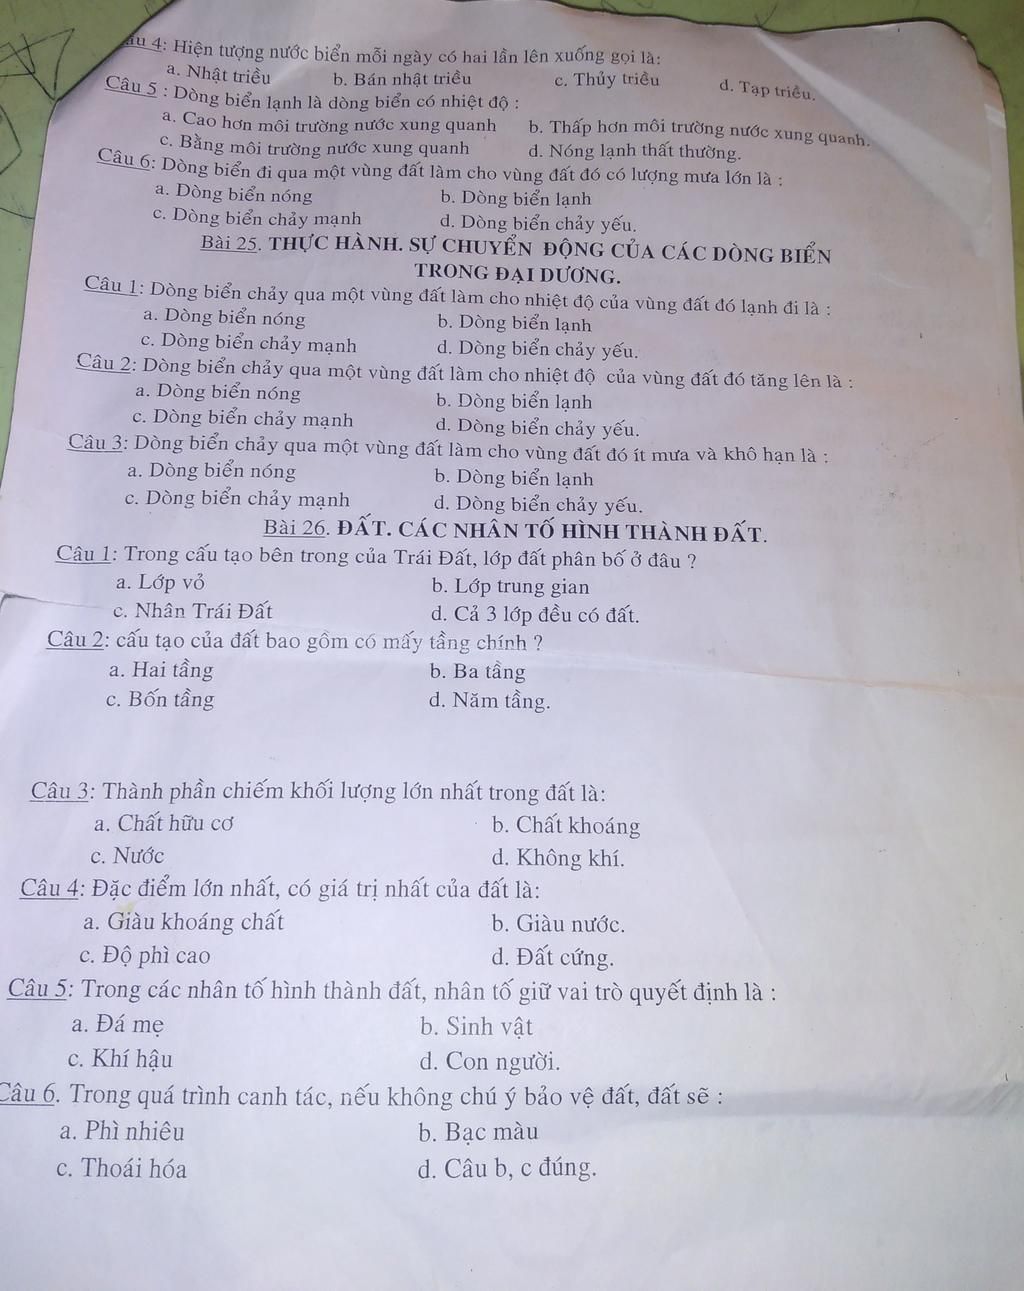 âu 4: Hiện tượng nước biển mỗi ngày có hai lần lên xuống gọi là:
a. Nhật triều b. Bán nhật triều c. Thủy triều d. Tạp triều.
Câu 5 : Dòng biển lạnh là dòng biển có nhiệt độ :
a. Cao hơn môi trường nước xung quanh b. Thấp hơn môi trường nước xung quanh.
c. Bằng môi trường nước xung quanh d. Nóng lạnh thất thường.
Câu 6: Dòng biển đi qua một vùng đất làm cho vùng đất đó có lượng mưa lớn là :
a. Dòng biển nóng b. Dòng biển lạnh
c. Dòng biển chảy mạnh d. Dòng biển chảy yếu.
Bài 25. THỰC HÀNH. SỰ CHUYỂN ĐỘNG CỦA CÁC DÒNG BIỂN
TRONG ĐẠI DƯƠNG.
Câu 1: Dòng biển chảy qua một vùng đất làm cho nhiệt độ của vùng đất đó lạnh đi là :
a. Dòng biển nóng b. Dòng biển lạnh
c. Dòng biển chảy mạnh d. Dòng biển chảy yếu.
Câu 2: Dòng biển chảy qua một vùng đất làm cho nhiệt độ của vùng đất đó tăng lên là :
a. Dòng biển nóng b. Dòng biển lạnh
c. Dòng biển chảy mạnh d. Dòng biển chảy yếu.
Câu 3: Dòng biển chảy qua một vùng đất làm cho vùng đất đó ít mưa và khô hạn là :
a. Dòng biển nóng b. Dòng biển lạnh
c. Dòng biển chảy mạnh d. Dòng biển chảy yếu.
Bài 26. ĐẤT. CÁC NHÂN TỐ HÌNH THÀNH ĐẤT.
Câu 1: Trong cấu tạo bên trong của Trái Đất, lớp đất phân bố ở đâu ?
a. Lớp vỏ b. Lớp trung gian
c. Nhân Trái Đất d. Cả 3 lớp đều có đất.
Câu 2: cấu tạo của đất bao gồm có mấy tầng chính ?
a. Hai tầng b. Ba tầng
c. Bốn tầng d. Năm tầng.
Câu 3: Thành phần chiếm khối lượng lớn nhất trong đất là:
a. Chất hữu cơ b. Chất khoáng
c. Nước d. Không khí.
Câu 4: Đặc điểm lớn nhất, có giá trị nhất của đất là:
a. Giàu khoáng chất b. Giàu nước.
c. Độ phì cao d. Đất cứng.
Câu 5: Trong các nhân tố hình thành đất, nhân tố giữ vai trò quyết định là :
a. Đá mẹ b. Sinh vật
c. Khí hậu d. Con người.
Câu 6. Trong quá trình canh tác, nếu không chú ý bảo vệ đất, đất sẽ :
a. Phì nhiêu b. Bạc màu
c. Thoái hóa d. Câu b, c đúng.